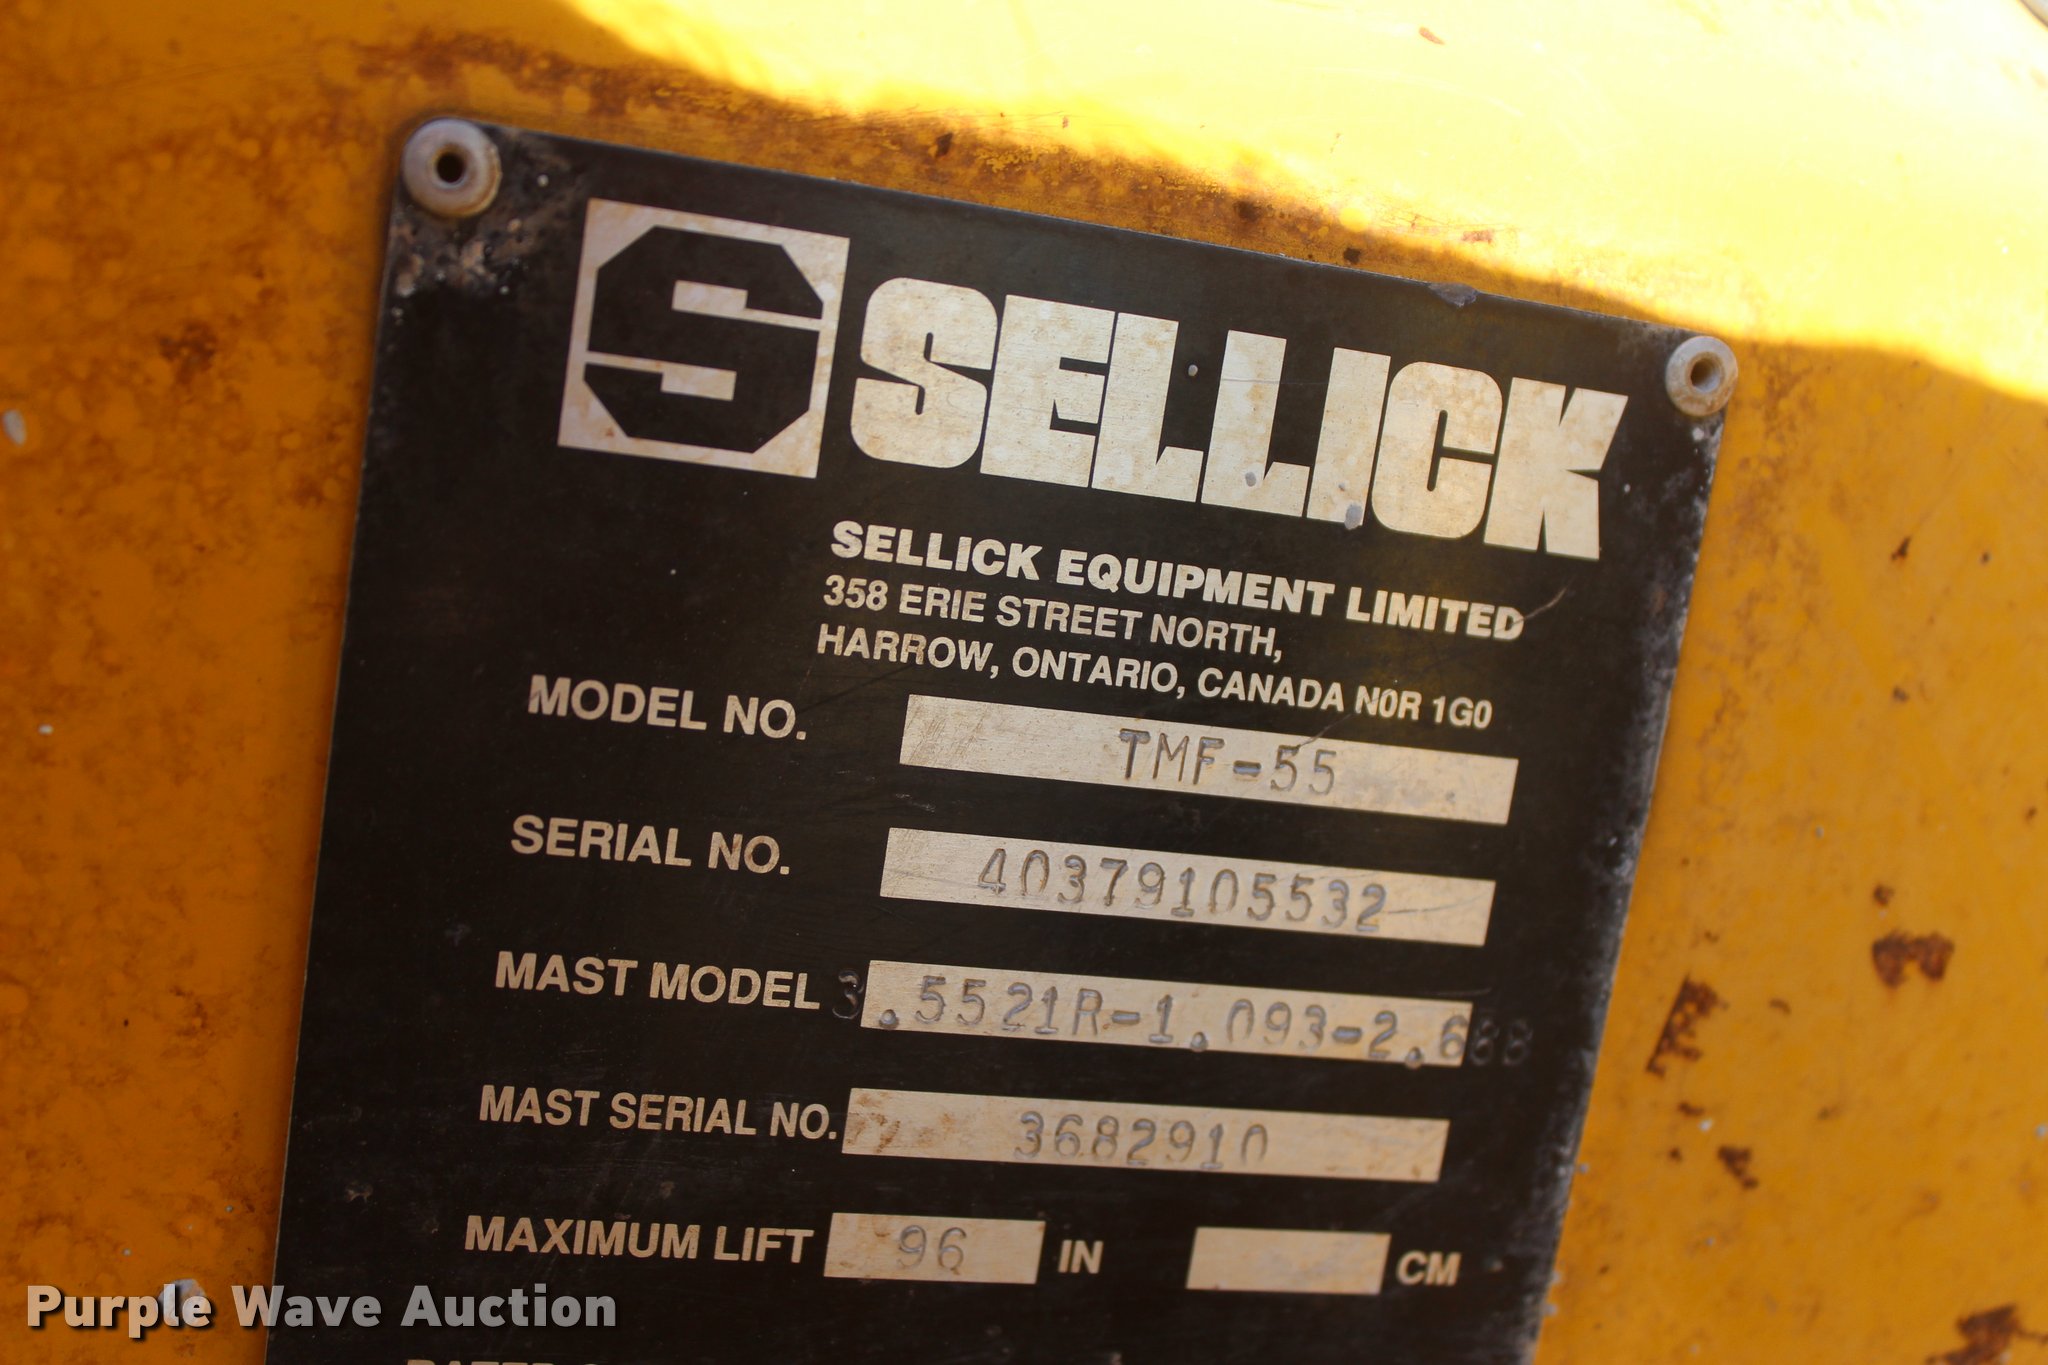 S SELLICK
SELLICK EQUIPMENT LIMITED
358 ERIE STREET NORTH,
HARROW, ONTARIO, CANADA N0R 1G0
MODEL NO. TMF-55
SERIAL NO. 40379105532
MAST MODEL 3.5521R-1.093-2.688
MAST SERIAL NO. 3682910
MAXIMUM LIFT 96 IN CM
Purple Wave Auction